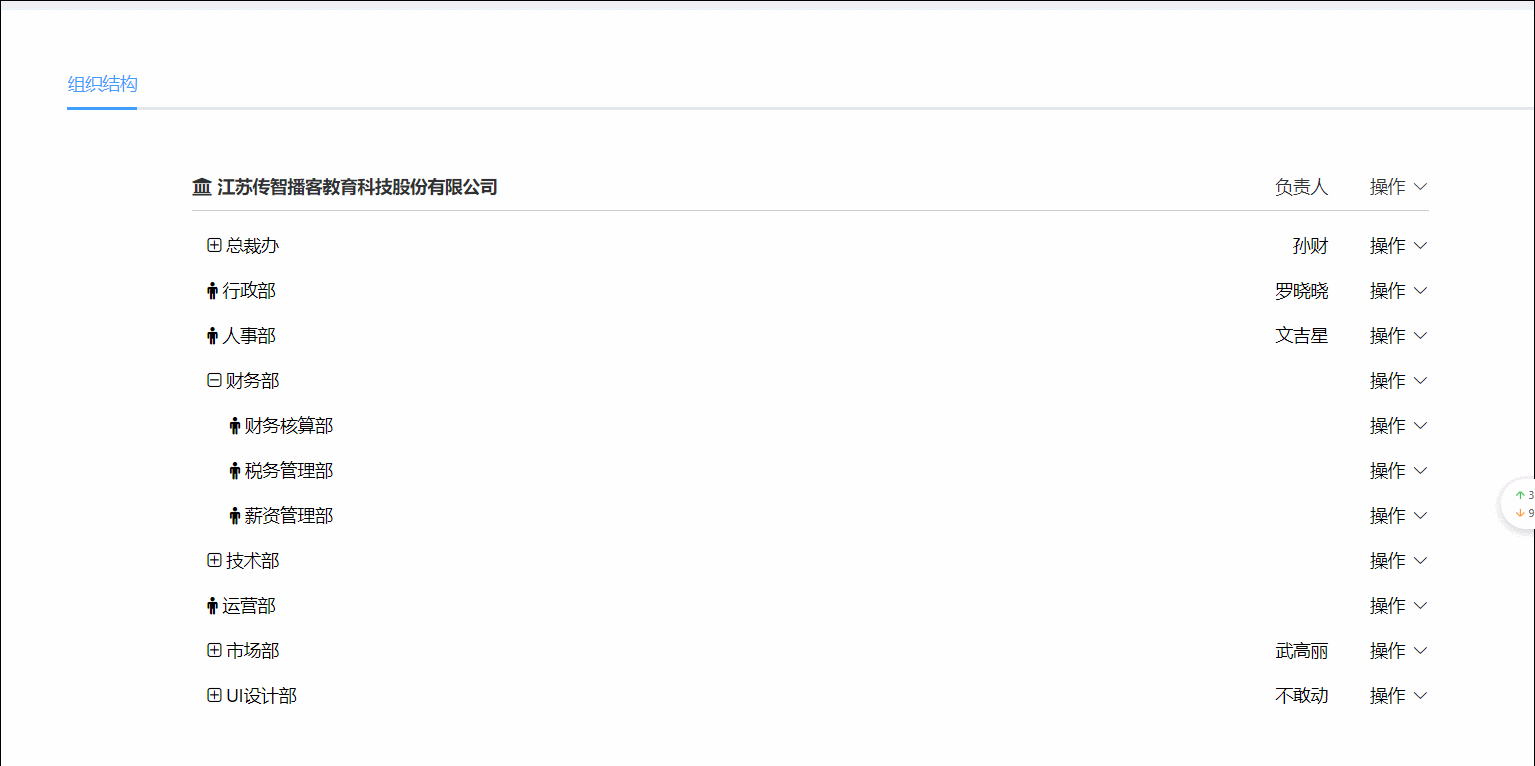 组织结构
江苏传智播客教育科技股份有限公司 负责人 操作
总裁办 孙财 操作
行政部 罗晓晓 操作
人事部 文吉星 操作
财务部 操作
财务核算部 操作
税务管理部 操作
薪资管理部 操作
技术部 操作
运营部 操作
市场部 武高丽 操作
UI设计部 不敢动 操作
3
9